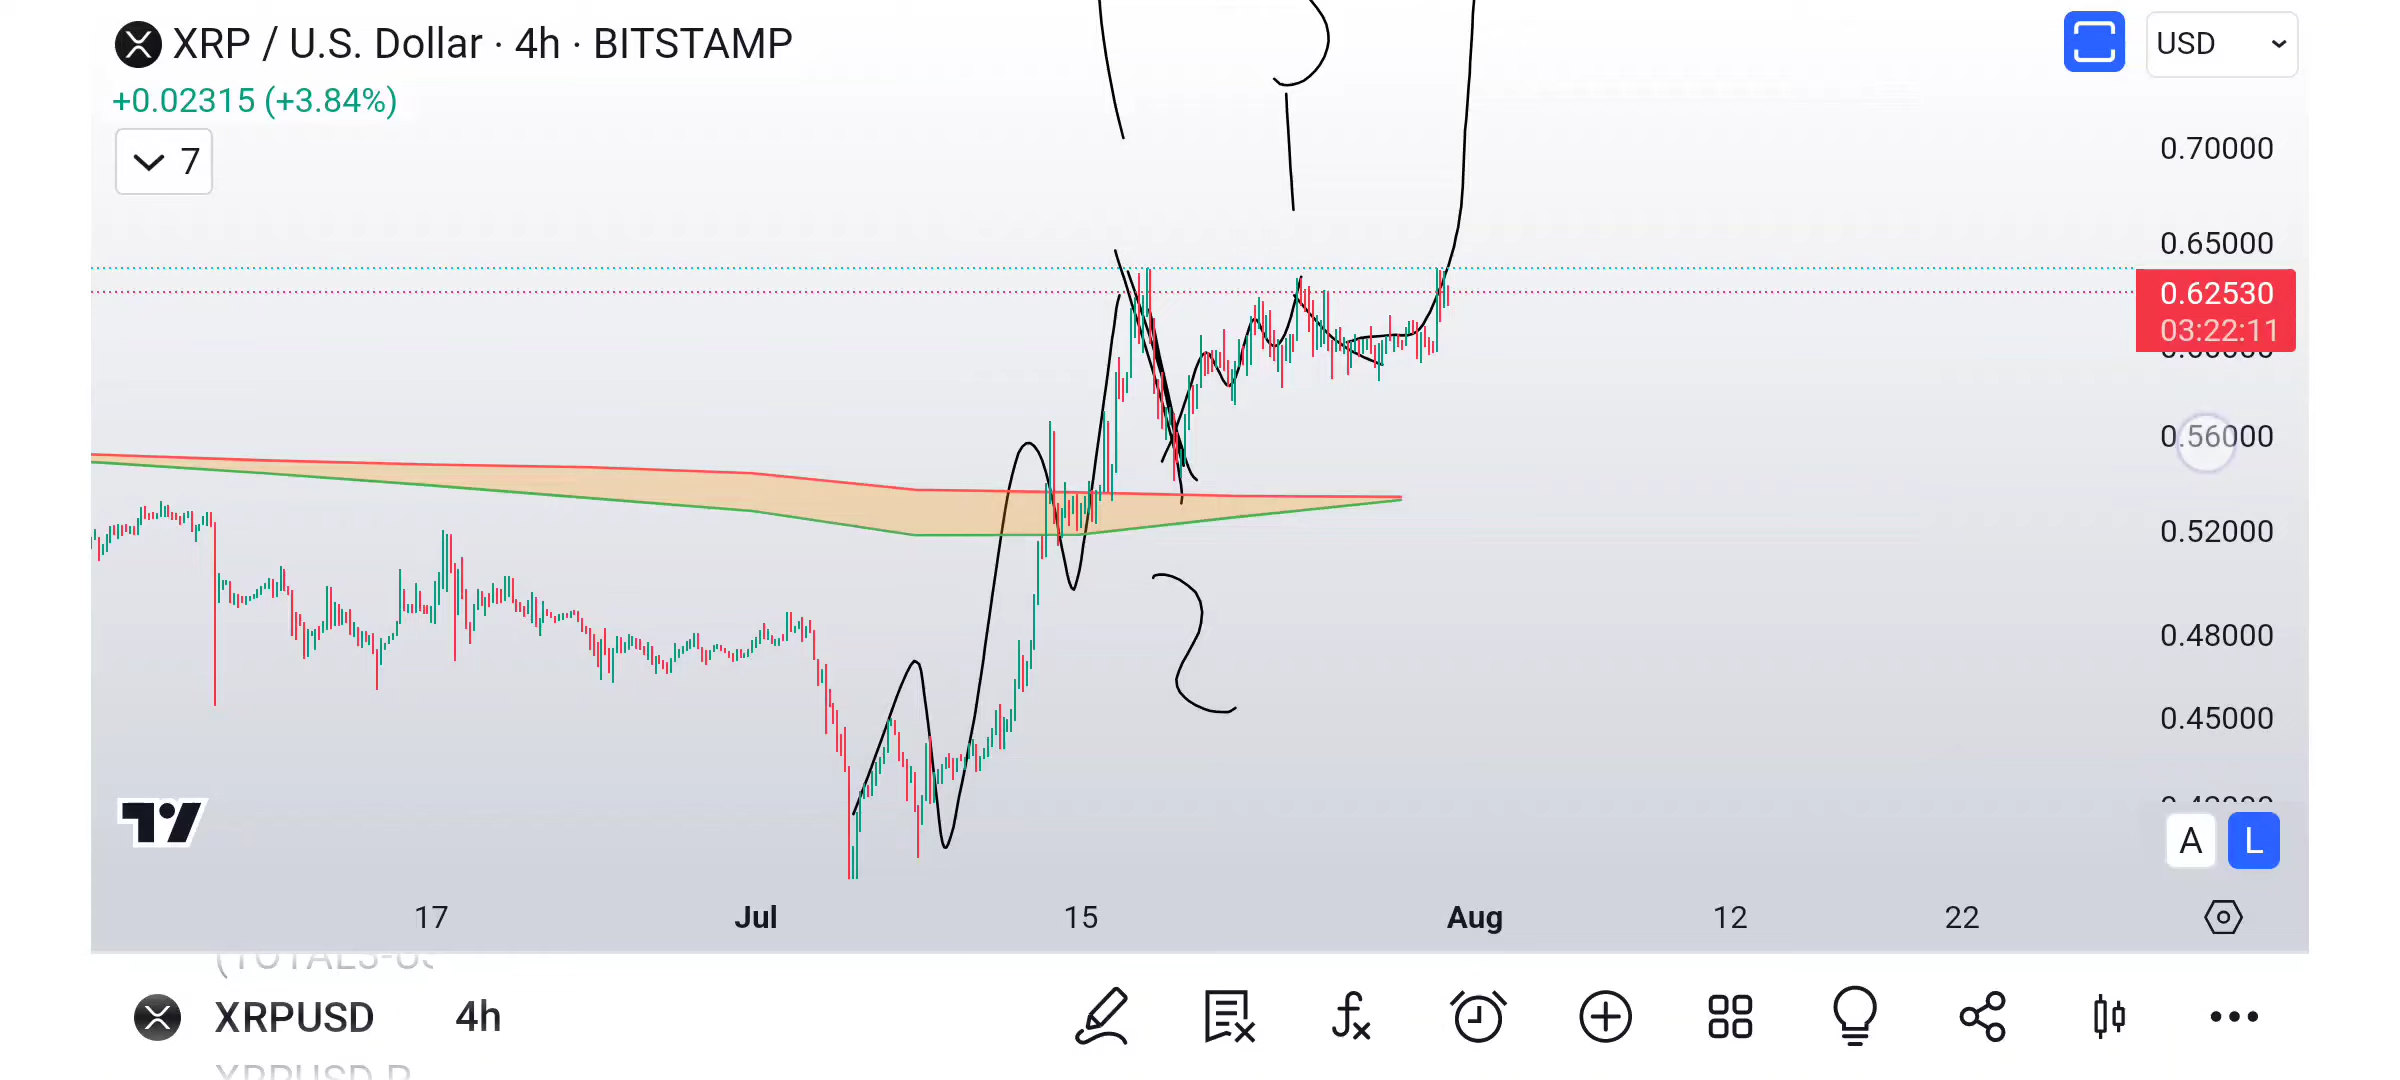 XRP / U.S. Dollar · 4h · BITSTAMP
USD
+0.02315 (+3.84%)
7
0.70000
0.65000
0.62530
03:22:11
0.56000
0.52000
0.48000
0.45000
A
L
17
Jul
15
Aug
12
22
XRPUSD
4h